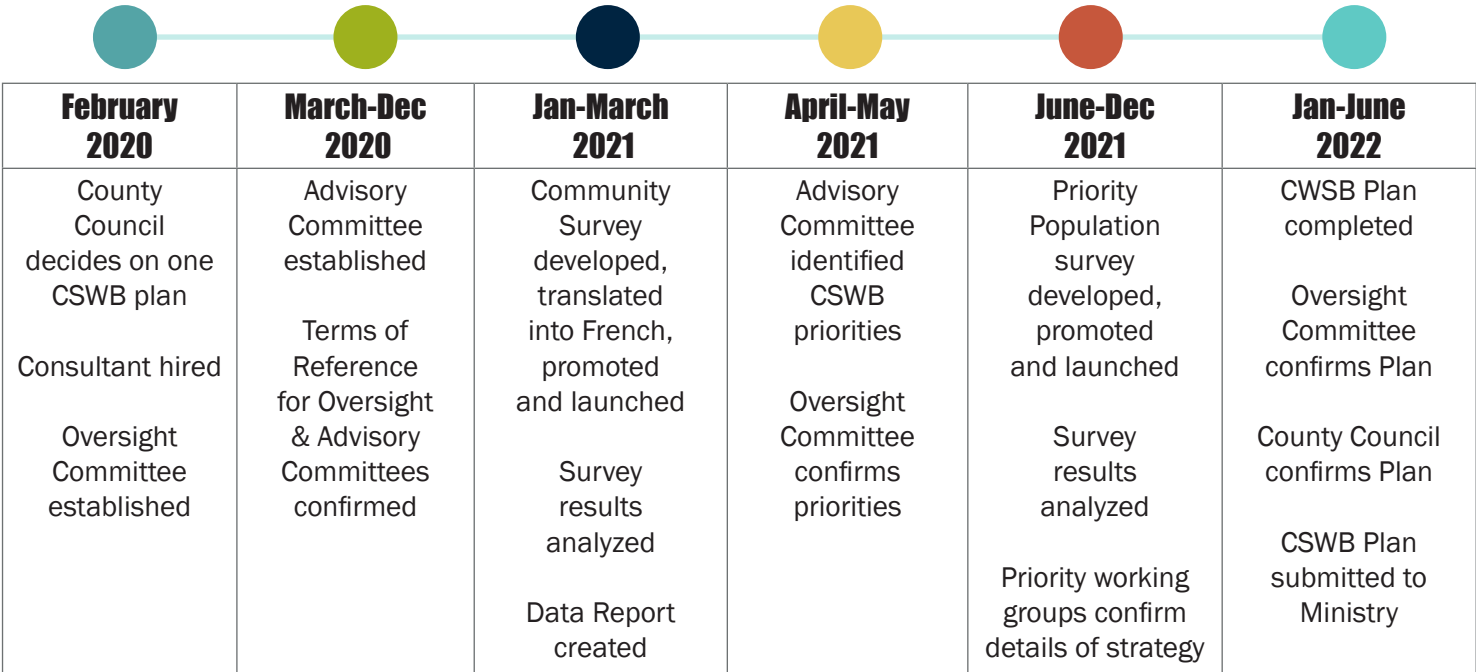 February
2020
County
Council
decides on one
CSWB plan
Consultant hired
Oversight
Committee
established
March-Dec
2020
Advisory
Committee
established
Terms of
Reference
for Oversight
& Advisory
Committees
confirmed
Jan-March
2021
Community
Survey
developed,
translated
into French,
promoted
and launched
Survey
results
analyzed
Data Report
created
April-May
2021
Advisory
Committee
identified
CSWB
priorities
Oversight
Committee
confirms
priorities
June-Dec
2021
Priority
Population
survey
developed,
promoted
and launched
Survey
results
analyzed
Priority working
groups confirm
details of strategy
Jan-June
2022
CWSB Plan
completed
Oversight
Committee
confirms Plan
County Council
confirms Plan
CSWB Plan
submitted to
Ministry